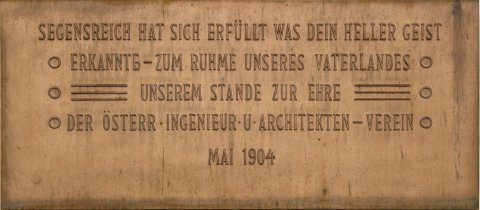 SEGENSREICH HAT SICH ERFÜLLT WAS DEIN HELLER GEIST
ERKANNTE–ZUM RUHME UNSERES VATERLANDES
UNSEREM STANDE ZUR EHRE
DER ÖSTERR·INGENIEUR·U·ARCHITEKTEN–VEREIN
MAI 1904